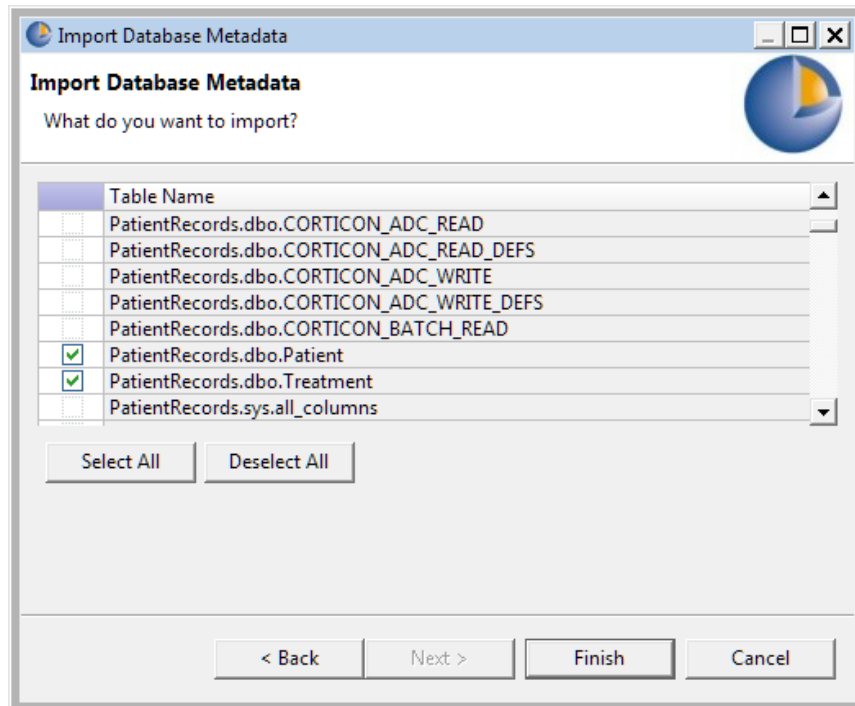 Import Database Metadata
Import Database Metadata
What do you want to import?
Table Name
PatientRecords.dbo.CORTICON_ADC_READ
PatientRecords.dbo.CORTICON_ADC_READ_DEFS
PatientRecords.dbo.CORTICON_ADC_WRITE
PatientRecords.dbo.CORTICON_ADC_WRITE_DEFS
PatientRecords.dbo.CORTICON_BATCH_READ
PatientRecords.dbo.Patient
PatientRecords.dbo.Treatment
PatientRecords.sys.all_columns
Select All Deselect All
< Back Next > Finish Cancel